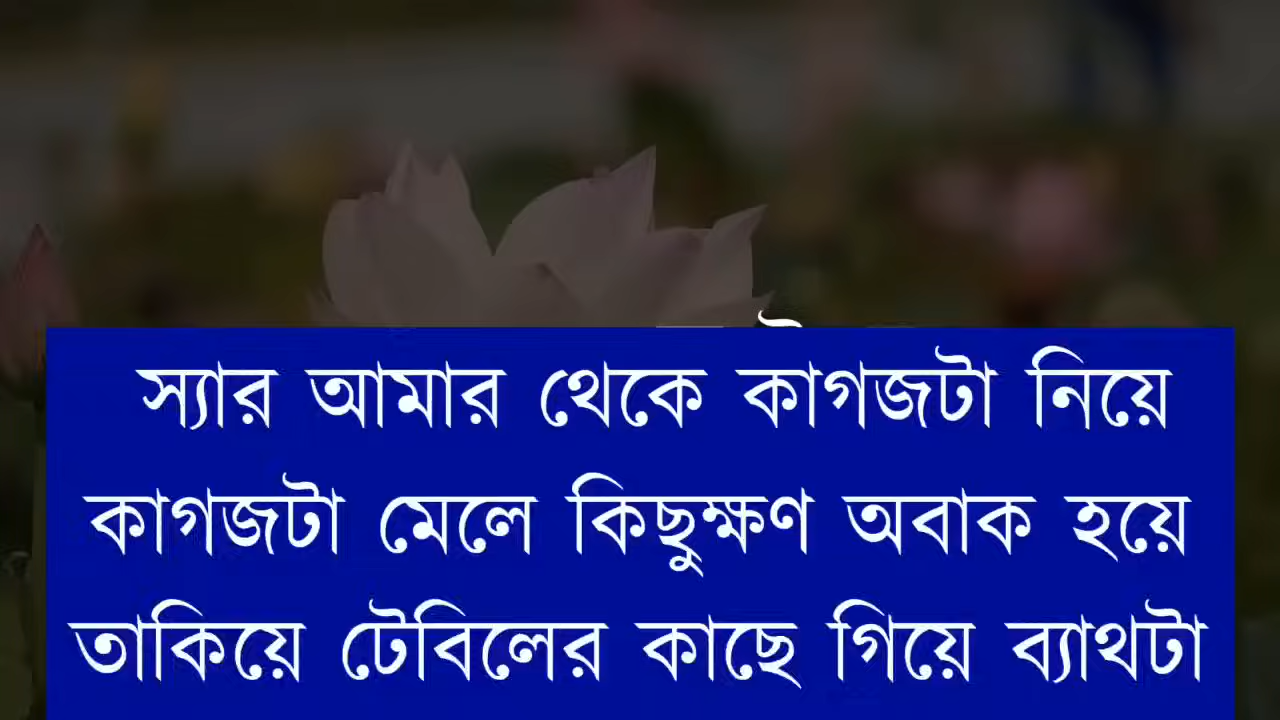 স্যার আমার থেকে কাগজটা নিয়ে
কাগজটা মেলে কিছুক্ষণ অবাক হয়ে
তাকিয়ে টেবিলের কাছে গিয়ে ব্যাথটা